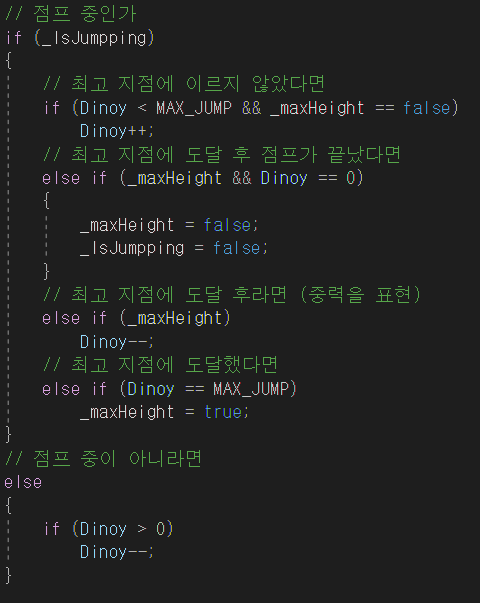 // 점프 중인가
if (_IsJumpping)
{
// 최고 지점에 이르지 않았다면
if (Dinoy < MAX_JUMP && _maxHeight == false)
Dinoy++;
// 최고 지점에 도달 후 점프가 끝났다면
else if (_maxHeight && Dinoy == 0)
{
_maxHeight = false;
_IsJumpping = false;
}
// 최고 지점에 도달 후라면 (중력을 표현)
else if (_maxHeight)
Dinoy--;
// 최고 지점에 도달했다면
else if (Dinoy == MAX_JUMP)
_maxHeight = true;
}
// 점프 중이 아니라면
else
{
if (Dinoy > 0)
Dinoy--;
}